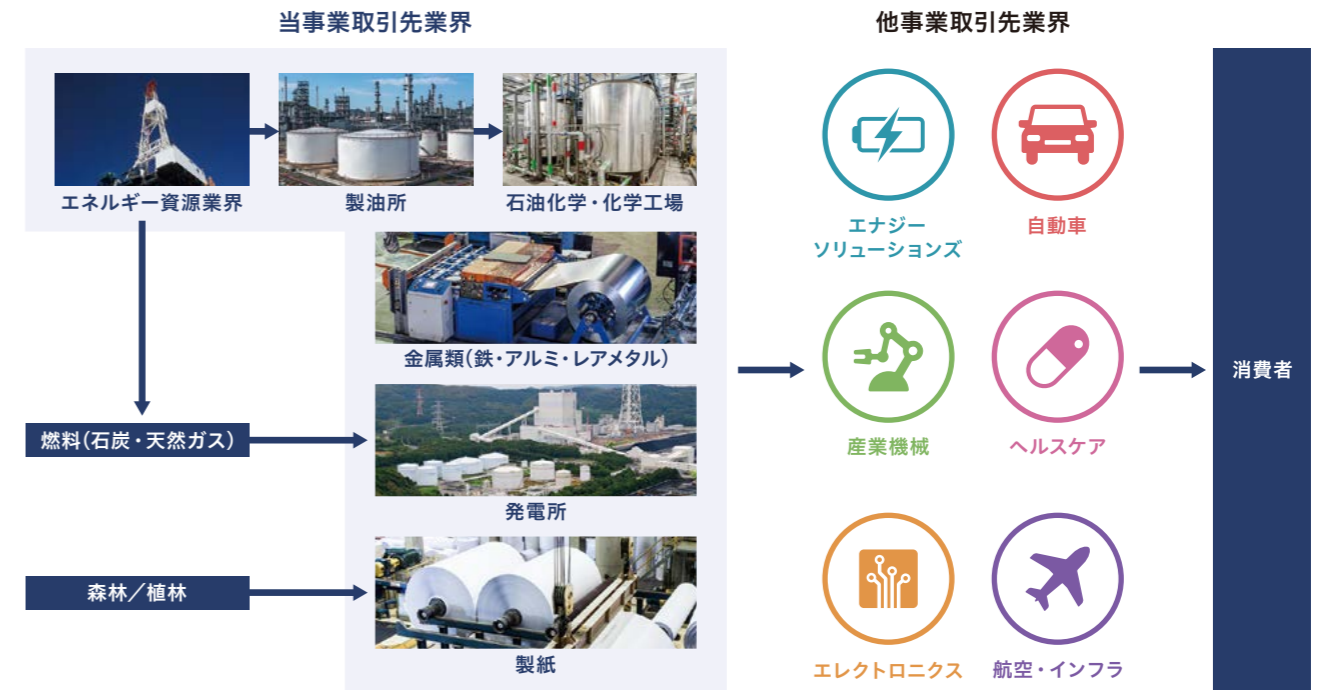 当事業取引先業界
他事業取引先業界
エネルギー資源業界
製油所
石油化学・化学工場
金属類(鉄・アルミ・レアメタル)
燃料(石炭・天然ガス)
発電所
森林／植林
製紙
エナジー
ソリューションズ
自動車
産業機械
ヘルスケア
エレクトロニクス
航空・インフラ
消費者